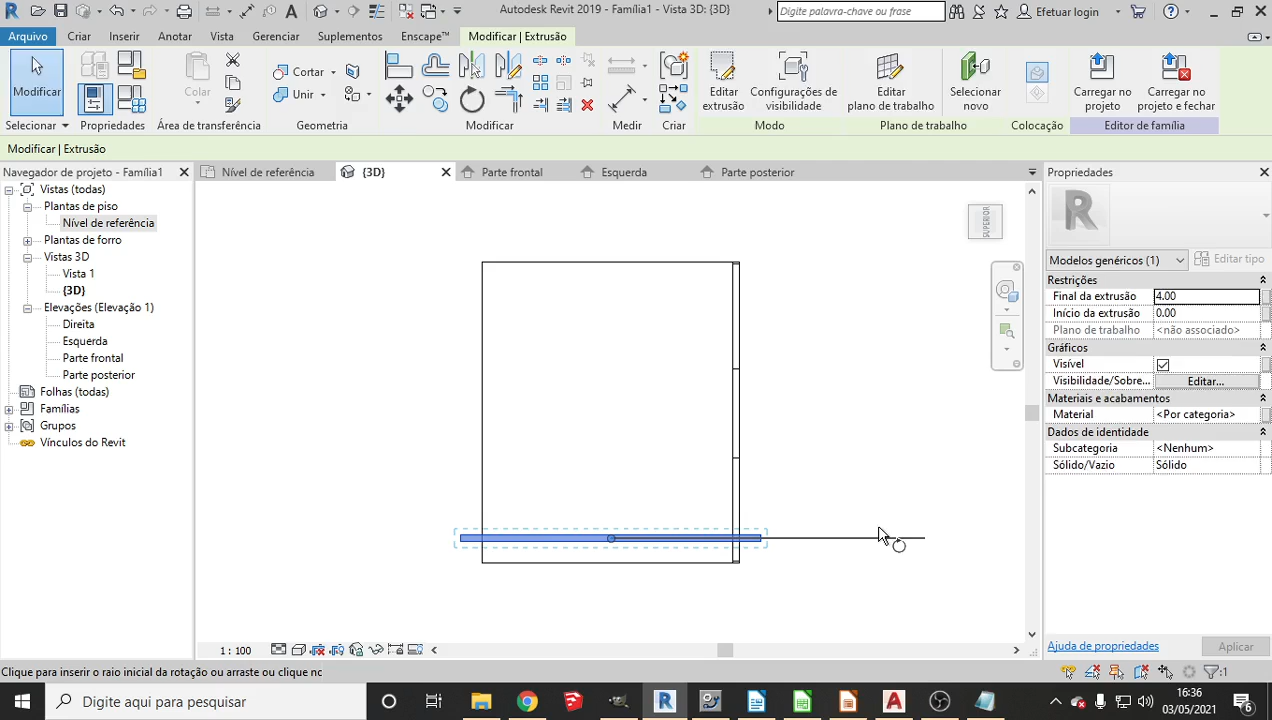 Autodesk Revit 2019 - Família1 - Vista 3D: {3D}
Digite palavra-chave ou frase
Efetuar login
Arquivo
Criar
Inserir
Anotar
Vista
Gerenciar
Suplementos
Enscape™
Modificar | Extrusão
Modificar
Colar
Cortar
Unir
Editar extrusão
Configurações de visibilidade
Editar plano de trabalho
Selecionar novo
Carregar no projeto
Carregar no projeto e fechar
Selecionar
Propriedades
Área de transferência
Geometria
Modificar
Medir
Criar
Modo
Plano de trabalho
Colocação
Editor de família
Modificar | Extrusão
Navegador de projeto - Família1
Nível de referência
{3D}
Parte frontal
Esquerda
Parte posterior
Propriedades
Vistas (todas)
Plantas de piso
Nível de referência
Plantas de forro
Vistas 3D
Vista 1
{3D}
Elevações (Elevação 1)
Direita
Esquerda
Parte frontal
Parte posterior
Folhas (todas)
Famílias
Grupos
Vínculos do Revit
SUPERIOR
Modelos genéricos (1)
Editar tipo
Restrições
Final da extrusão 4.00
Início da extrusão 0.00
Plano de trabalho <não associado>
Gráficos
Visível
Visibilidade/Sobre... Editar...
Materiais e acabamentos
Material <Por categoria>
Dados de identidade
Subcategoria <Nenhum>
Sólido/Vazio Sólido
Ajuda de propriedades
Aplicar
1 : 100
Clique para inserir o raio inicial da rotação ou arraste ou clique nc
:1
Digite aqui para pesquisar
16:36
03/05/2021
6